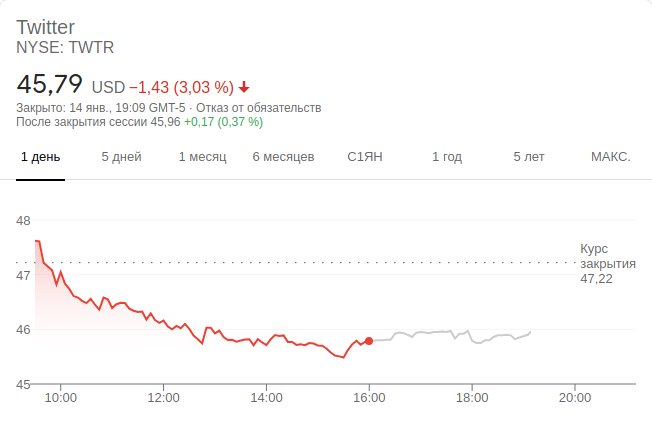 Twitter
NYSE: TWTR
45,79 USD −1,43 (3,03 %)
Закрыто: 14 янв., 19:09 GMT-5 · Отказ от обязательств
После закрытия сессии 45,96 +0,17 (0,37 %)
1 день 5 дней 1 месяц 6 месяцев С1ЯН 1 год 5 лет МАКС.
48
Курс
закрытия
47,22
47
46
45
10:00 12:00 14:00 16:00 18:00 20:00